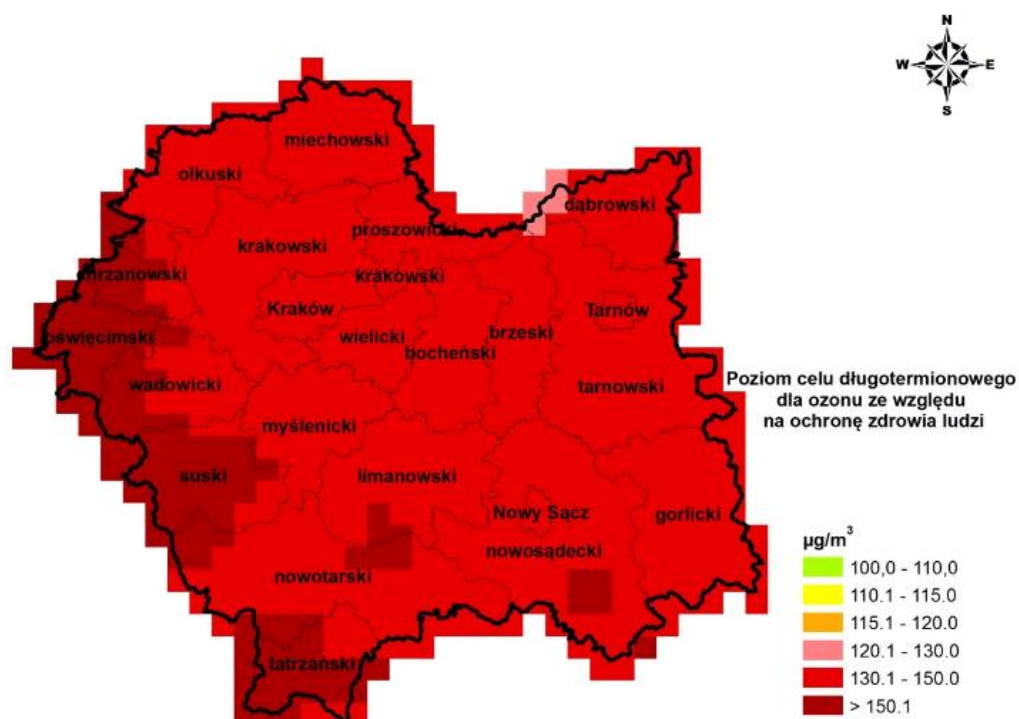 N
W E
S
miechowski
olkuski
dąbrowski
proszowicki
krakowski
chrzanowski
krakowski
Kraków
Tarnów
oświęcimski
wielicki
brzeski
bocheński
wadowicki
tarnowski
Poziom celu długotermionowego
dla ozonu ze względu
na ochronę zdrowia ludzi
myślenicki
suski
limanowski
Nowy Sącz
gorlicki
nowosądecki
nowotarski
tatrzański
µg/m³
100,0 - 110,0
110.1 - 115.0
115.1 - 120.0
120.1 - 130.0
130.1 - 150.0
> 150.1